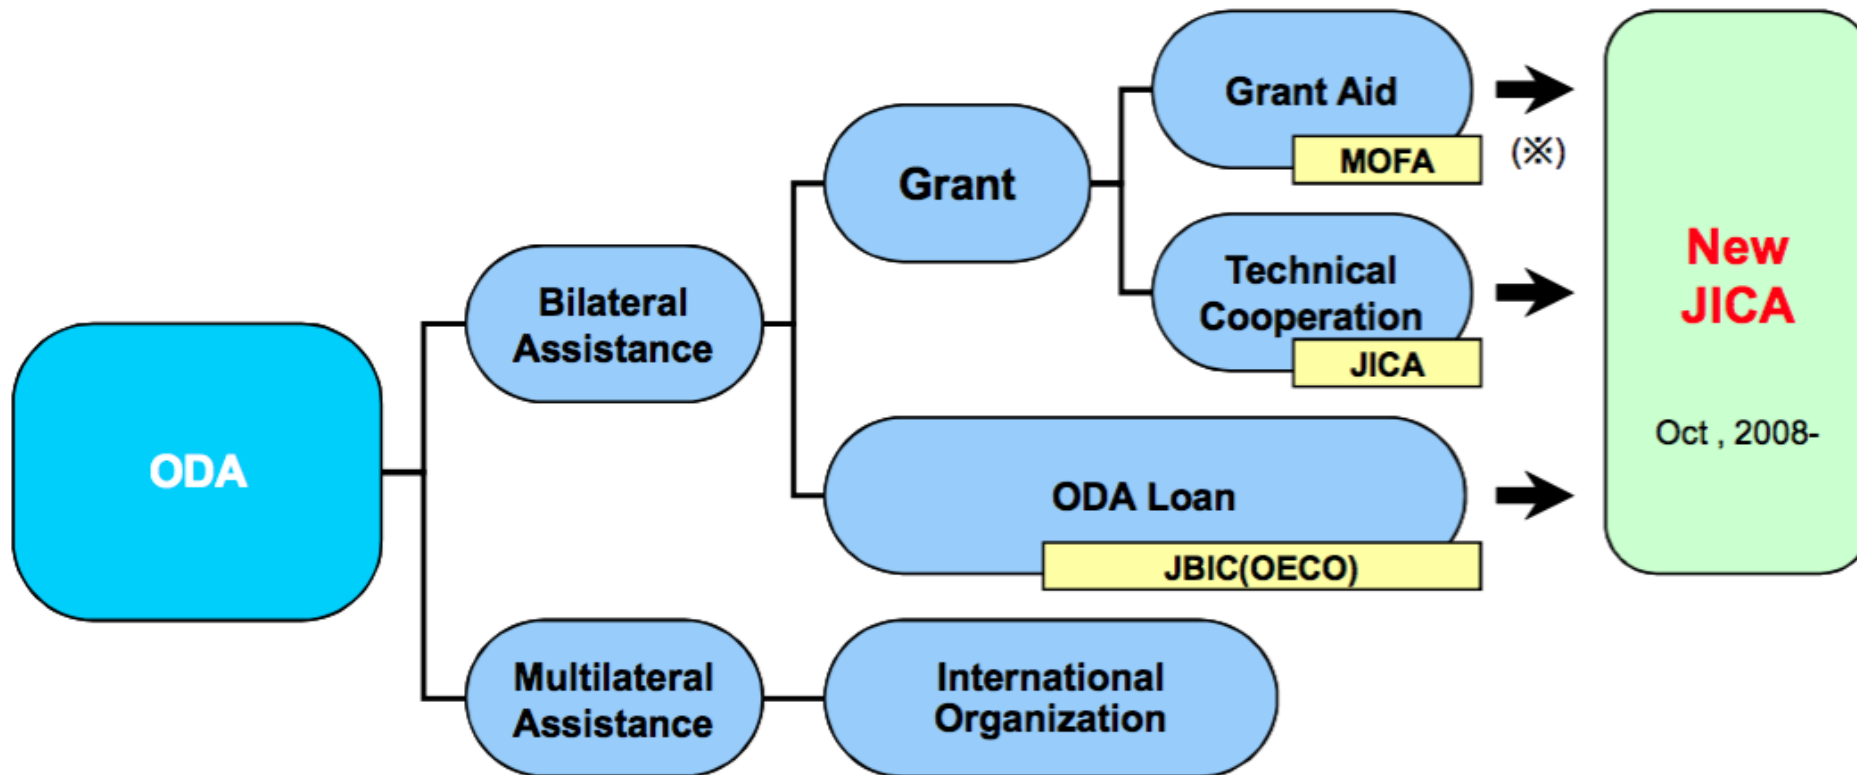 ODA
Bilateral
Assistance
Multilateral
Assistance
Grant
ODA Loan
JBIC(OECO)
International
Organization
Grant Aid
MOFA
(※)
Technical
Cooperation
JICA
New
JICA
Oct , 2008-